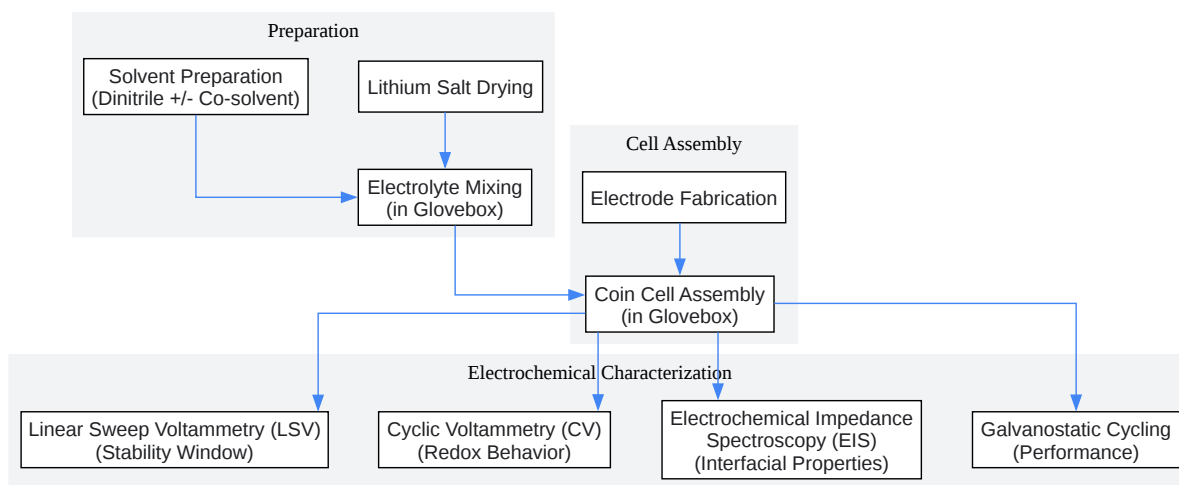 Preparation
Solvent Preparation
(Dinitrile +/- Co-solvent)
Lithium Salt Drying
Electrolyte Mixing
(in Glovebox)
Cell Assembly
Electrode Fabrication
Coin Cell Assembly
(in Glovebox)
Electrochemical Characterization
Linear Sweep Voltammetry (LSV)
(Stability Window)
Cyclic Voltammetry (CV)
(Redox Behavior)
Electrochemical Impedance
Spectroscopy (EIS)
(Interfacial Properties)
Galvanostatic Cycling
(Performance)